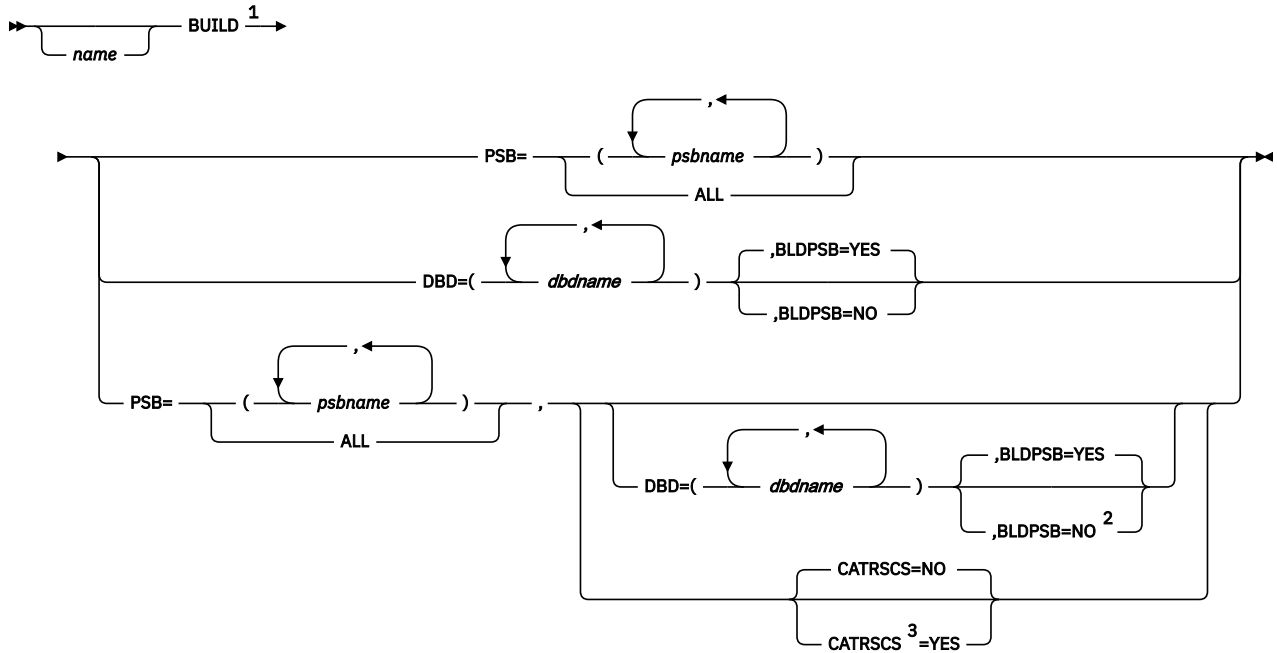 BUILD 1
name
,
PSB= ( psbname )
ALL
,
,BLDPSB=YES
DBD=( dbdname )
,BLDPSB=NO
,
PSB= ( psbname ) ,
ALL
,
,BLDPSB=YES
DBD=( dbdname )
,BLDPSB=NO 2
CATRSCS=NO
CATRSCS 3 =YES